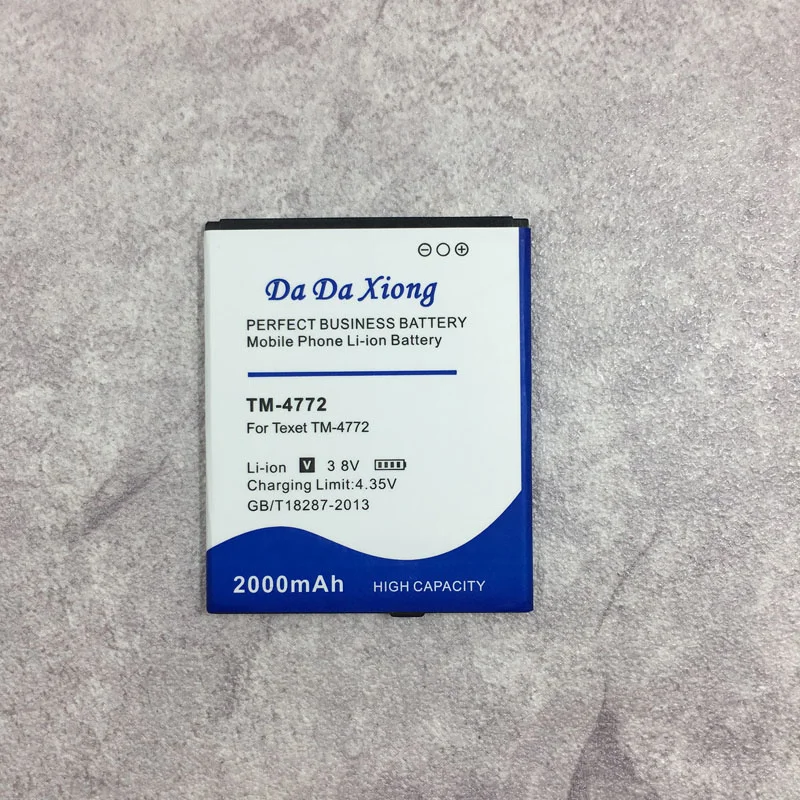 Da Da Xiong
PERFECT BUSINESS BATTERY
Mobile Phone Li-ion Battery
TM-4772
For Texet TM-4772
Li-ion V 3 8V
Charging Limit:4.35V
GB/T18287-2013
2000mAh HIGH CAPACITY